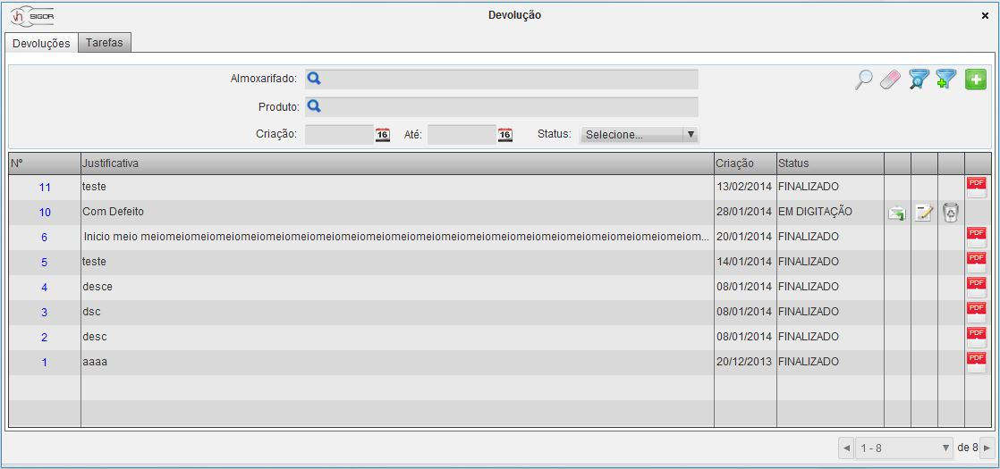 vh SIGOR Devolução ×
Devoluções Tarefas
Almoxarifado:
Produto:
Criação: 16 Até: 16 Status: Selecione...
Nº Justificativa Criação Status
11 teste 13/02/2014 FINALIZADO PDF
10 Com Defeito 28/01/2014 EM DIGITAÇÃO
6 Inicio meio meiomeiomeiomeiomeiomeiomeiomeiomeiomeiomeiomeiomeiomeiomeiomeiomeiomeiomeiomeiomeiom... 20/01/2014 FINALIZADO PDF
5 teste 14/01/2014 FINALIZADO PDF
4 desce 08/01/2014 FINALIZADO PDF
3 dsc 08/01/2014 FINALIZADO PDF
2 desc 08/01/2014 FINALIZADO PDF
1 aaaa 20/12/2013 FINALIZADO PDF
1 - 8 de 8